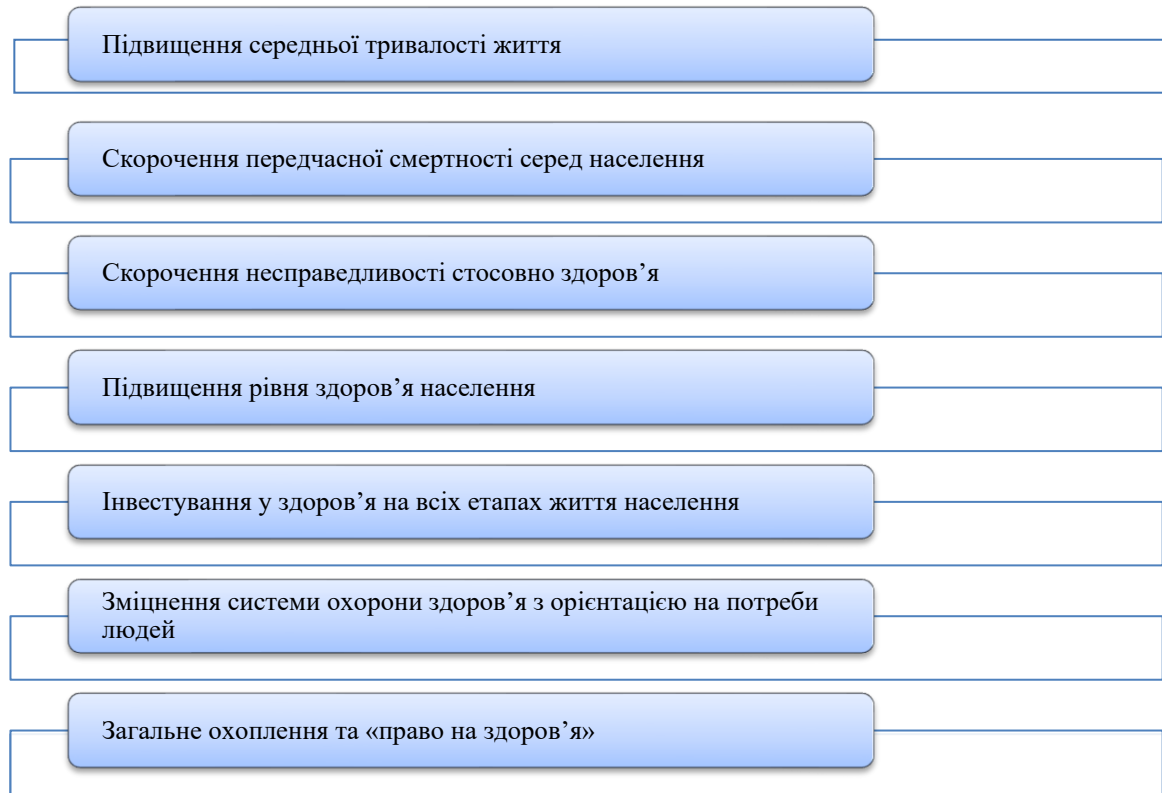 Підвищення середньої тривалості життя
Скорочення передчасної смертності серед населення
Скорочення несправедливості стосовно здоров’я
Підвищення рівня здоров’я населення
Інвестування у здоров’я на всіх етапах життя населення
Зміцнення системи охорони здоров’я з орієнтацією на потреби
людей
Загальне охоплення та «право на здоров’я»